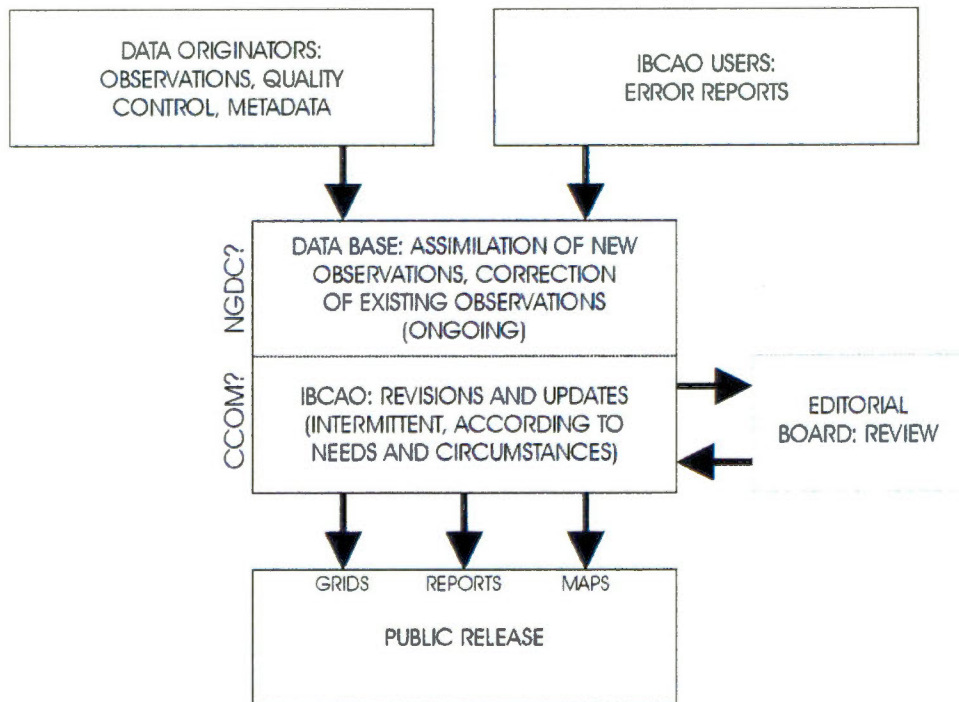 DATA ORIGINATORS:
OBSERVATIONS, QUALITY
CONTROL, METADATA
IBCAO USERS:
ERROR REPORTS
NGDC?
DATA BASE: ASSIMILATION OF NEW
OBSERVATIONS, CORRECTION
OF EXISTING OBSERVATIONS
(ONGOING)
CCOM?
IBCAO: REVISIONS AND UPDATES
(INTERMITTENT, ACCORDING TO
NEEDS AND CIRCUMSTANCES)
EDITORIAL
BOARD: REVIEW
GRIDS REPORTS MAPS
PUBLIC RELEASE